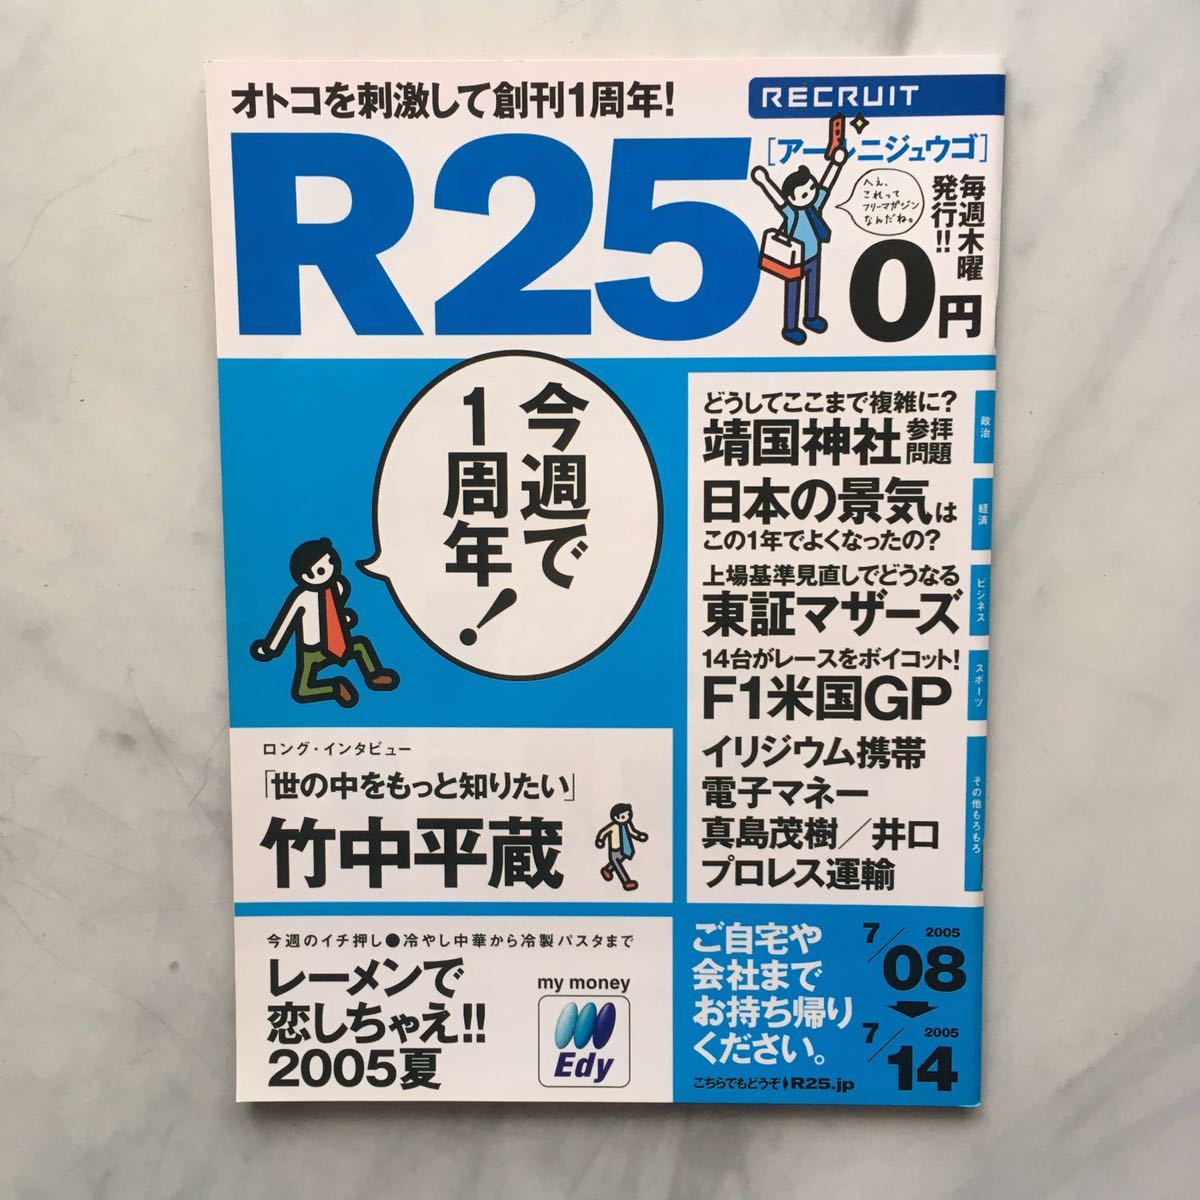 オトコを刺激して創刊1周年!
RECRUIT
R25
[アールニジュウゴ]
へぇ、
これって
フリーマガジン
なんだね。
毎週木曜
発行!!
0円
今週で
1周年!
どうしてここまで複雑に?
靖国神社参拝
問題
政治
日本の景気は
この1年でよくなったの?
経済
上場基準見直しでどうなる
東証マザーズ
ビジネス
14台がレースをボイコット!
F1米国GP
スポーツ
イリジウム携帯
電子マネー
真島茂樹/井口
プロレス運輸
その他もろもろ
ロング・インタビュー
「世の中をもっと知りたい」
竹中平蔵
今週のイチ押し●冷やし中華から冷製パスタまで
レーメンで
恋しちゃえ!!
2005夏
my money
Edy
ご自宅や
会社まで
お持ち帰り
ください。
こちらでもどうぞ♦R25.jp
2005
7/08
2005
7/14